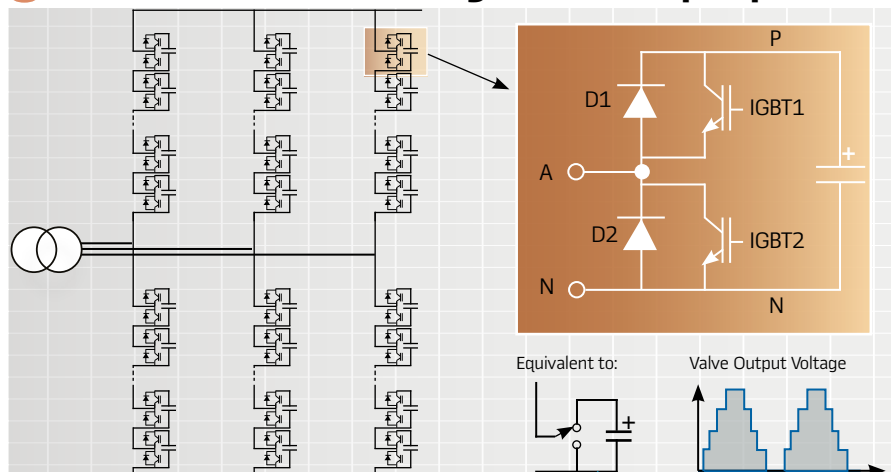 P
D1
IGBT1
A
+
D2
IGBT2
N
N
Equivalent to:
Valve Output Voltage
+